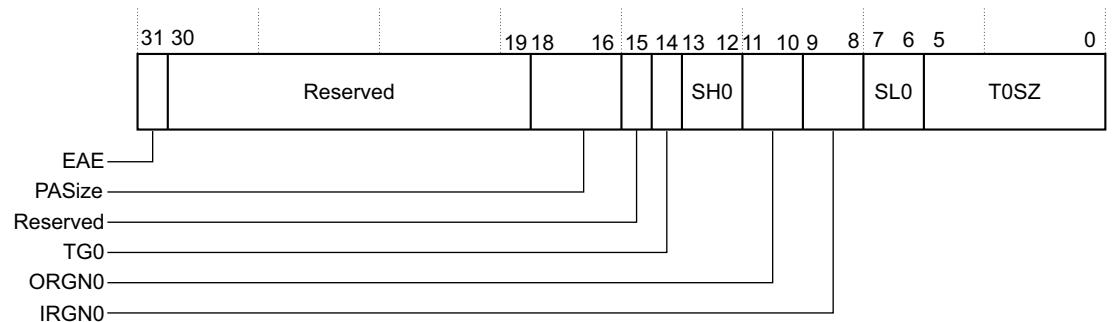 31 30 19 18 16 15 14 13 12 11 10 9 8 7 6 5 0
Reserved SH0 SL0 T0SZ
EAE
PASize
Reserved
TG0
ORGN0
IRGN0